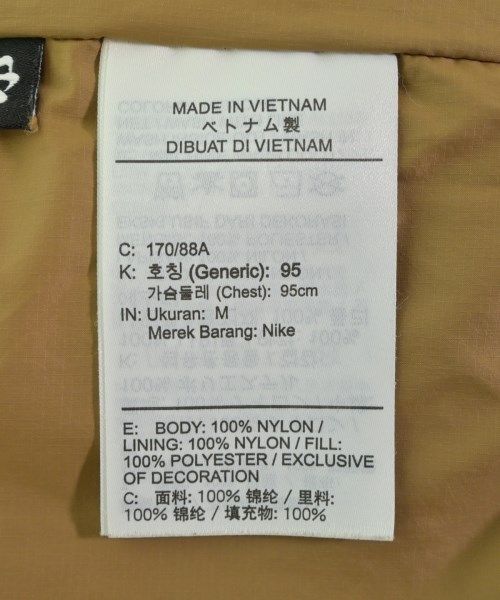 MADE IN VIETNAM
ベトナム製
DIBUAT DI VIETNAM
C: 170/88A
K: 호칭 (Generic): 95
가슴둘레 (Chest): 95cm
IN: Ukuran: M
Merek Barang: Nike
E: BODY: 100% NYLON /
LINING: 100% NYLON / FILL:
100% POLYESTER / EXCLUSIVE
OF DECORATION
C: 面料: 100% 锦纶 / 里料:
100% 锦纶 / 填充物: 100%